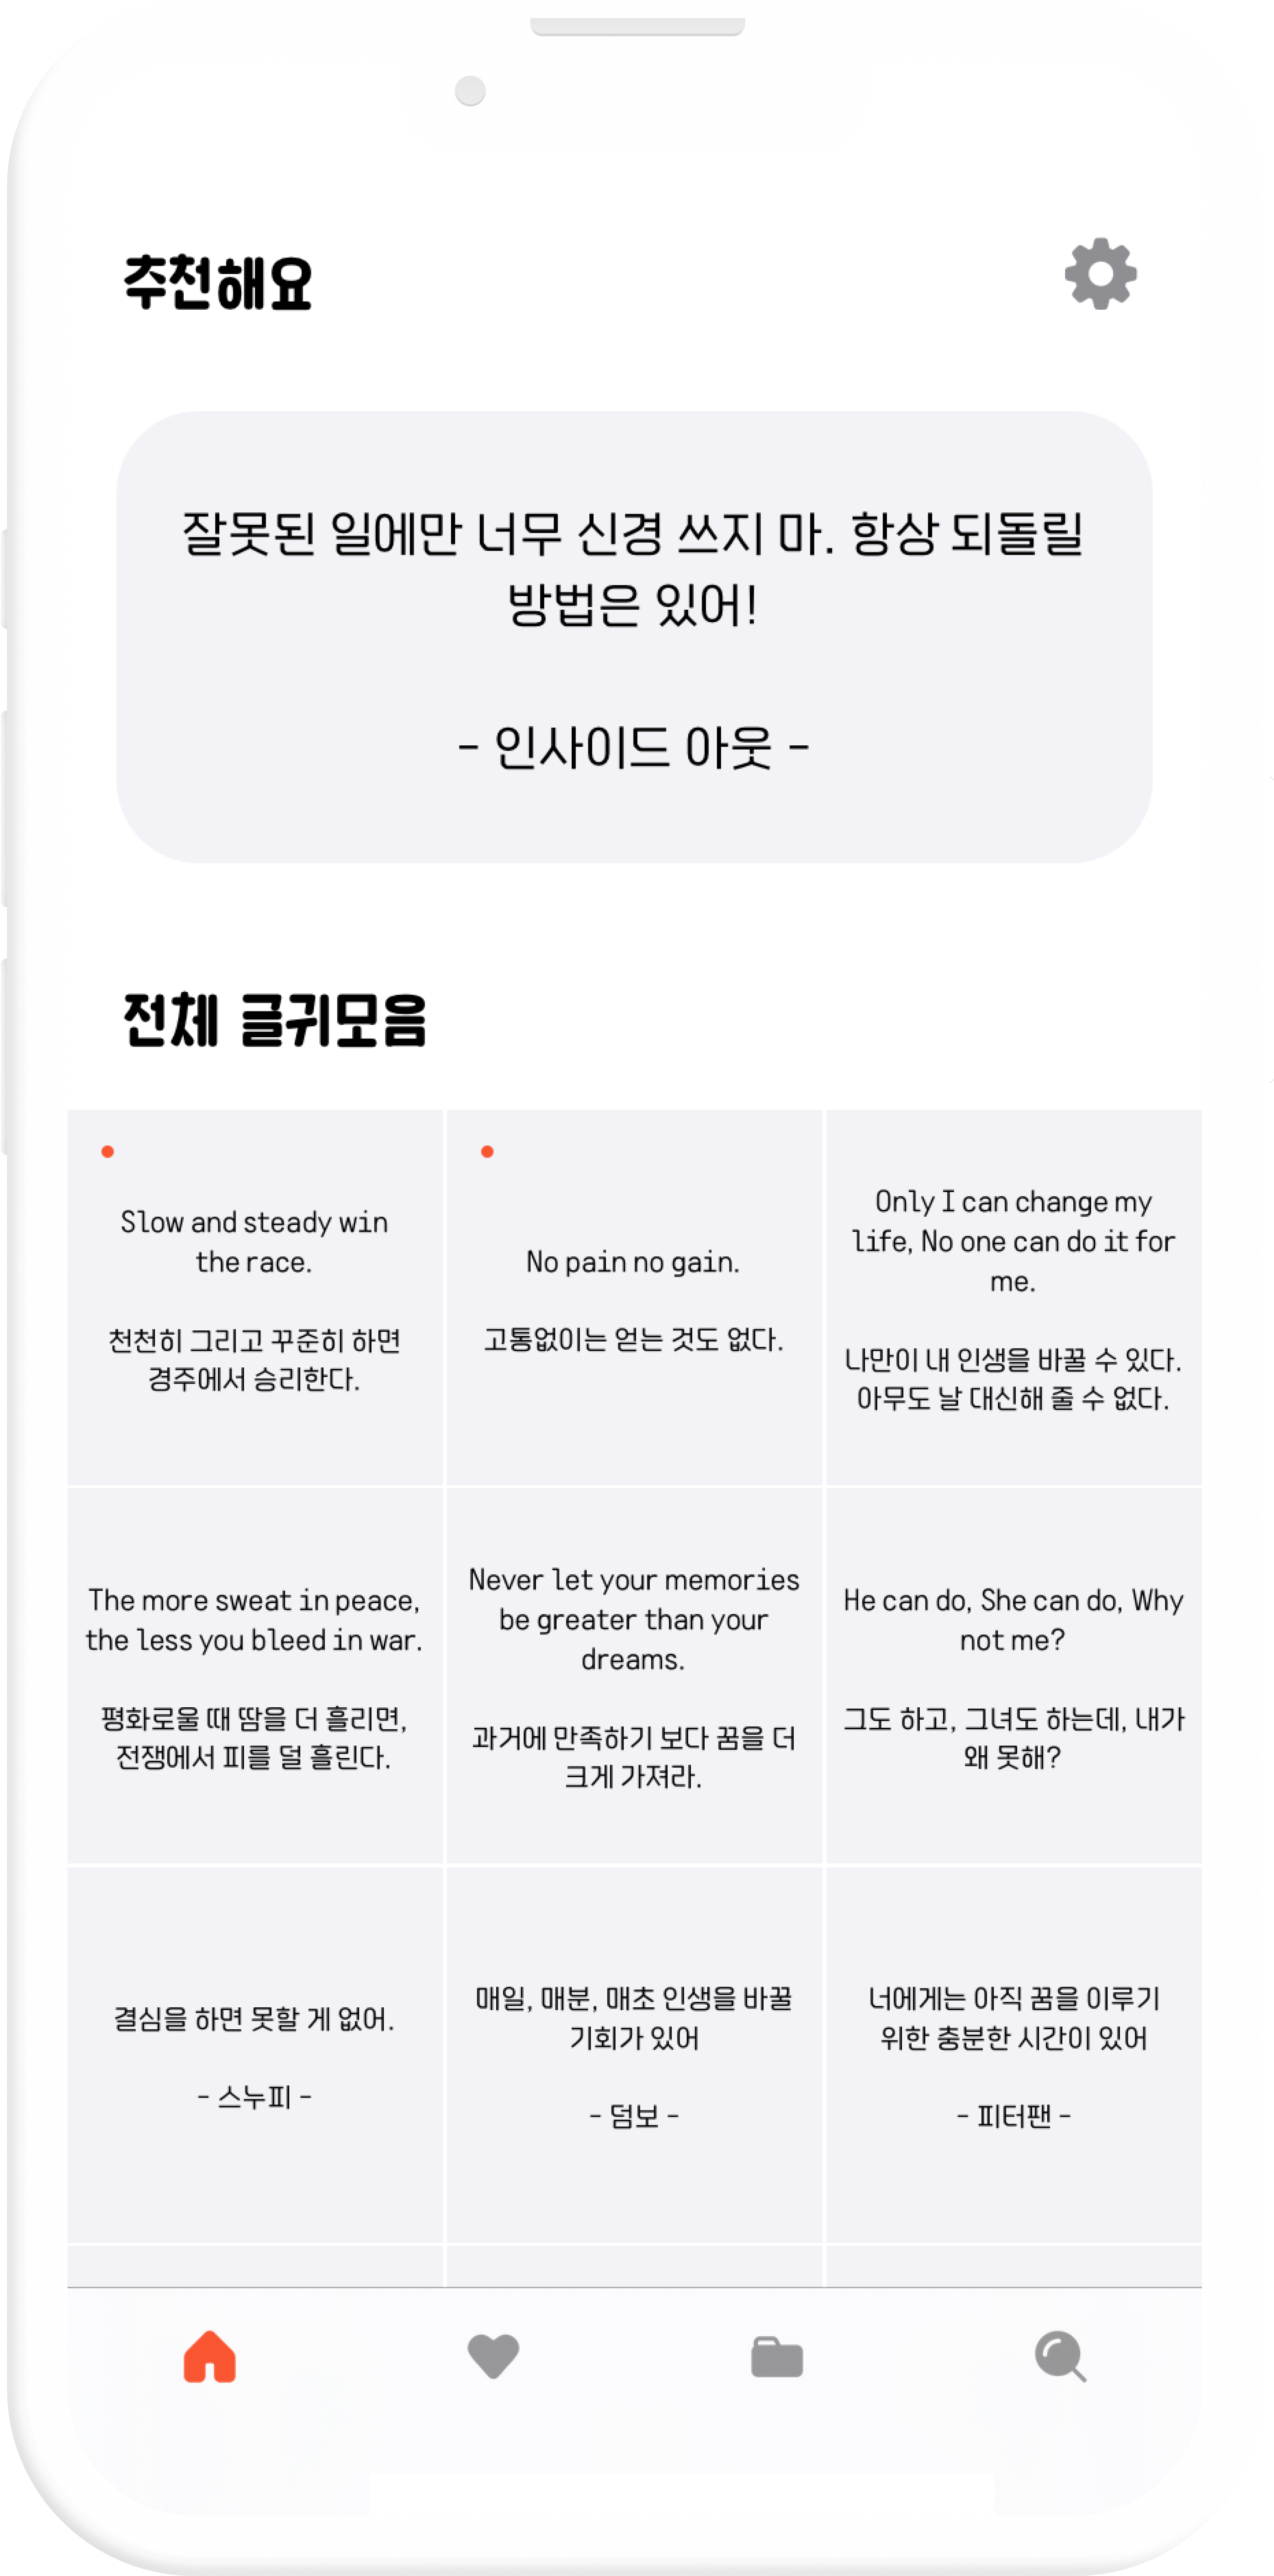 추천해요
잘못된 일에만 너무 신경 쓰지 마. 항상 되돌릴
방법은 있어!
- 인사이드 아웃 -
전체 글귀모음
Slow and steady win
the race.
천천히 그리고 꾸준히 하면
경주에서 승리한다.
No pain no gain.
고통없이는 얻는 것도 없다.
Only I can change my
life, No one can do it for
me.
나만이 내 인생을 바꿀 수 있다.
아무도 날 대신해 줄 수 없다.
The more sweat in peace,
the less you bleed in war.
평화로울 때 땀을 더 흘리면,
전쟁에서 피를 덜 흘린다.
Never let your memories
be greater than your
dreams.
과거에 만족하기 보다 꿈을 더
크게 가져라.
He can do, She can do, Why
not me?
그도 하고, 그녀도 하는데, 내가
왜 못해?
결심을 하면 못할 게 없어.
- 스누피 -
매일, 매분, 매초 인생을 바꿀
기회가 있어
- 덤보 -
너에게는 아직 꿈을 이루기
위한 충분한 시간이 있어
- 피터팬 -